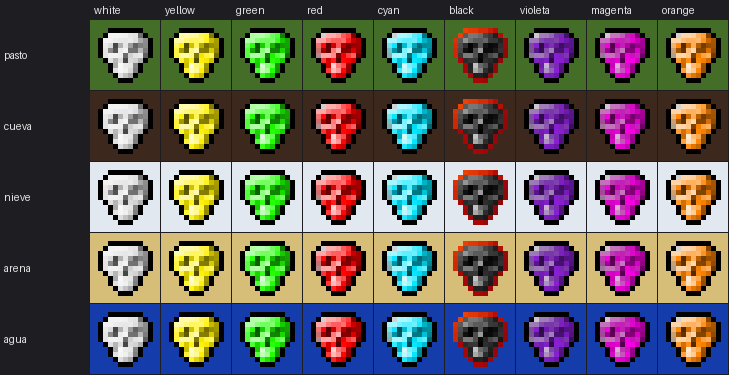 white yellow green red cyan black violeta magenta orange
pasto
cueva
nieve
arena
agua